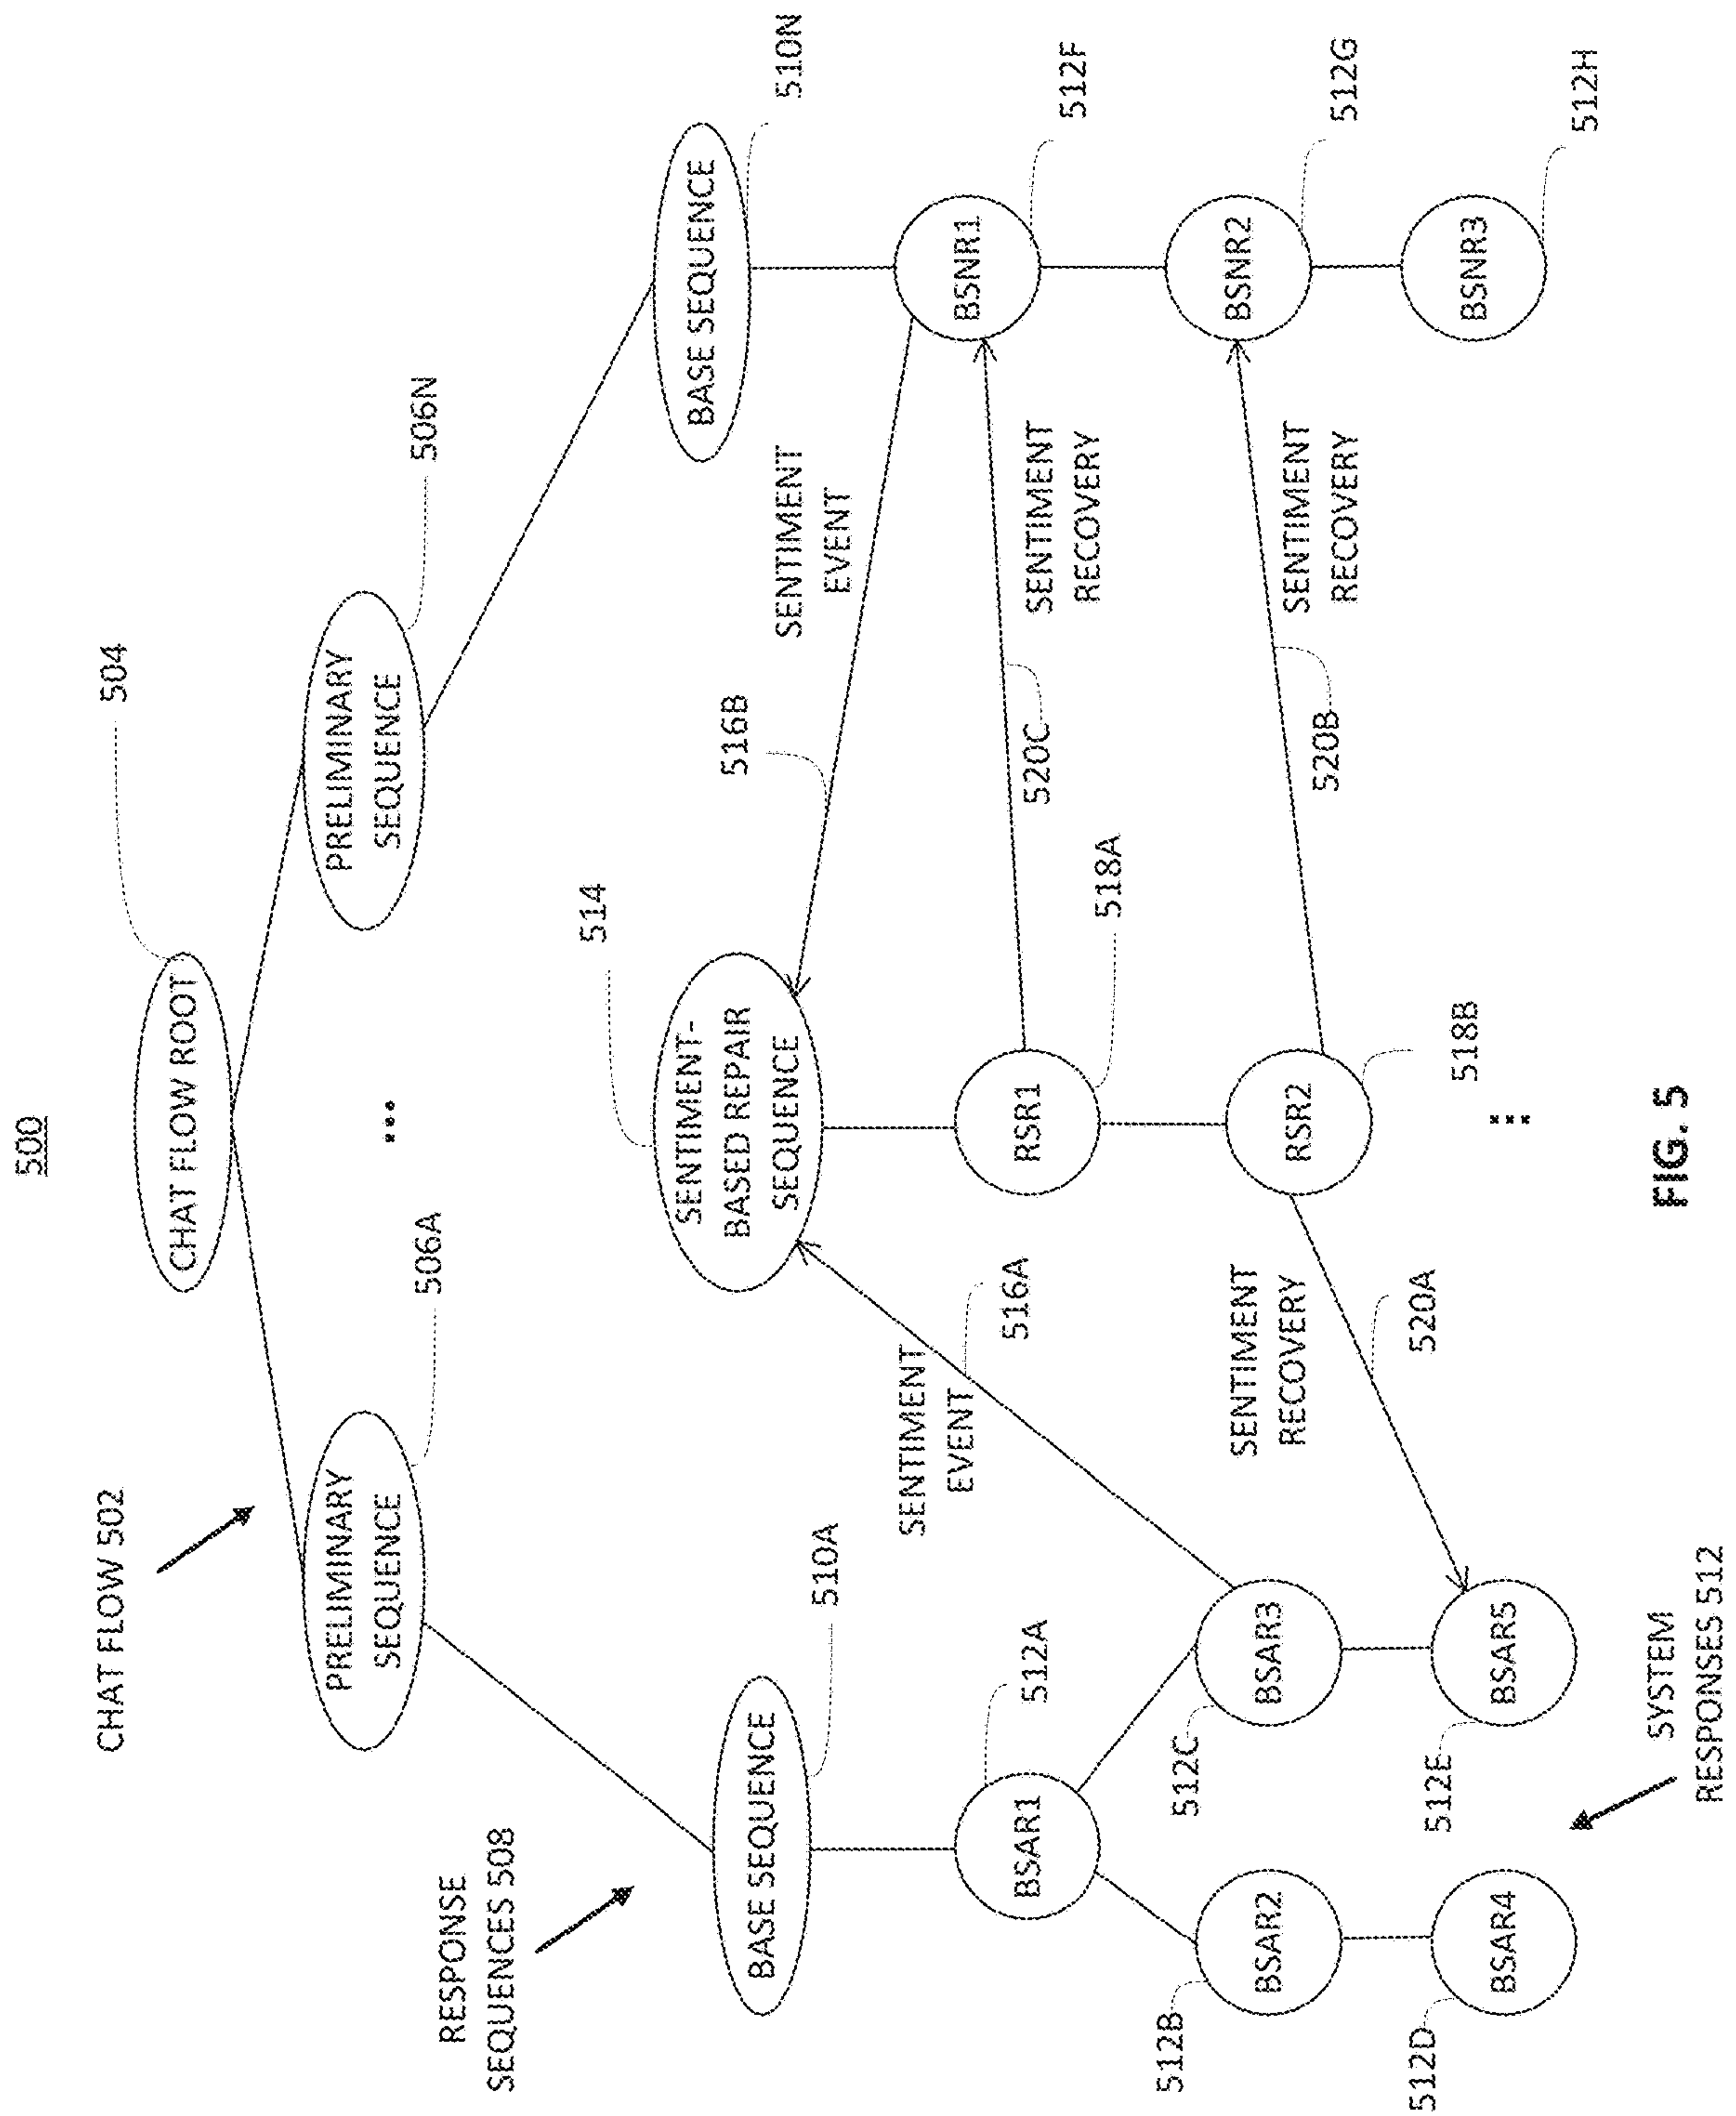 500
CHAT FLOW 502
CHAT FLOW ROOT
504
PRELIMINARY
SEQUENCE
506A
...
PRELIMINARY
SEQUENCE
506N
RESPONSE
SEQUENCES 508
BASE SEQUENCE
510A
SENTIMENT-
BASED REPAIR
SEQUENCE
514
BASE SEQUENCE
510N
SENTIMENT
EVENT
516A
516B
SENTIMENT
EVENT
BSAR1
512A
RSR1
518A
520C
SENTIMENT
RECOVERY
BSNR1
512F
512B
BSAR2
512C
BSAR3
SENTIMENT
RECOVERY
520A
RSR2
518B
520B
SENTIMENT
RECOVERY
BSNR2
512G
512D
BSAR4
512E
BSAR5
...
BSNR3
512H
SYSTEM
RESPONSES 512
FIG. 5